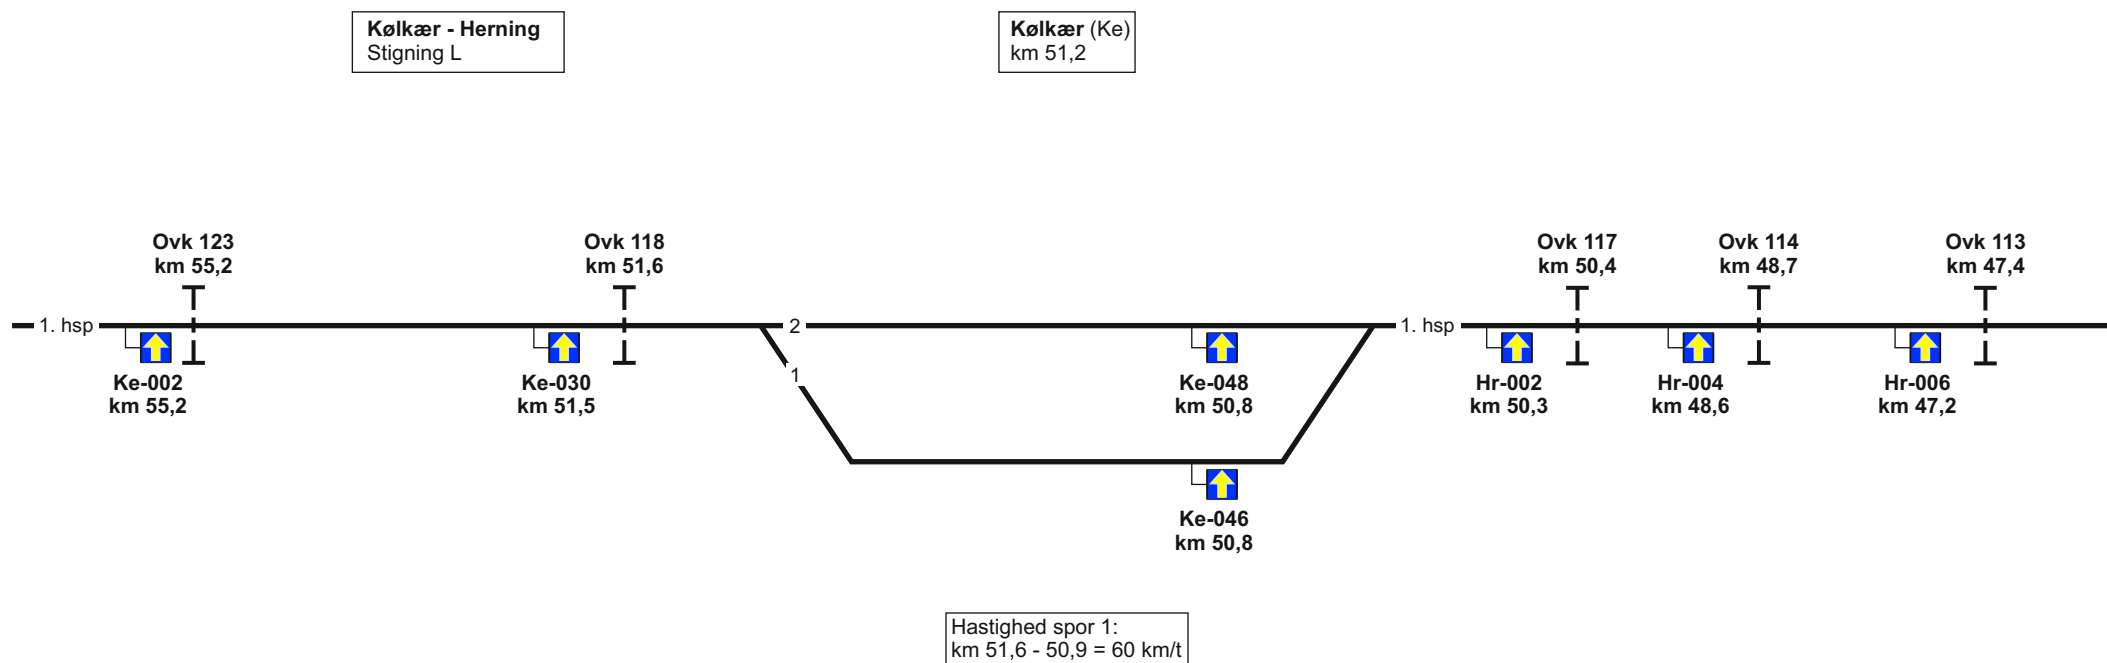 Kølkær - Herning
Stigning L
Kølkær (Ke)
km 51,2
Ovk 123
km 55,2
Ovk 118
km 51,6
Ovk 117
km 50,4
Ovk 114
km 48,7
Ovk 113
km 47,4
1. hsp
2
1. hsp
1
Ke-002
km 55,2
Ke-030
km 51,5
Ke-048
km 50,8
Hr-002
km 50,3
Hr-004
km 48,6
Hr-006
km 47,2
Ke-046
km 50,8
Hastighed spor 1:
km 51,6 - 50,9 = 60 km/t